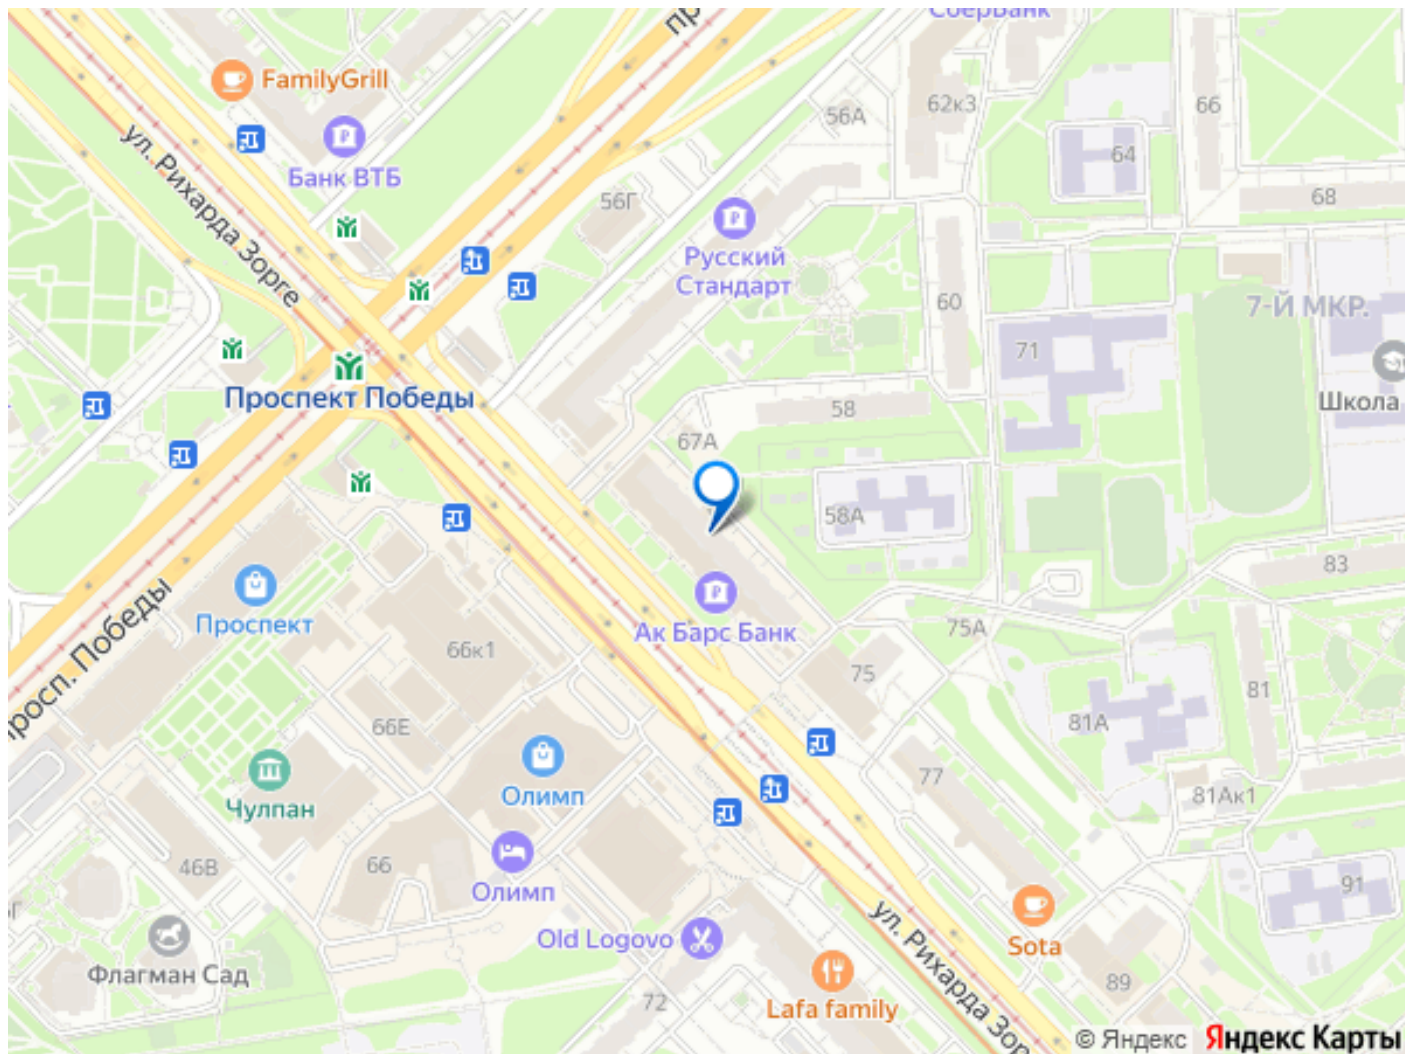 Сбербанк
FamilyGrill
62к3
66
56А
64
ул. Рихарда Зорге
Банк ВТБ
68
56Г
Русский
Стандарт
60
7-Й МКР.
71
Проспект Победы
58
Школа
67А
58А
83
просп. Победы
Проспект
Ак Барс Банк
75А
66к1
75
81
66Е
81А
77
Олимп
81Ак1
Чулпан
46В
66
91
Олимп
ул. Рихарда Зор
Old Logovo
Sota
Флагман Сад
89
72
Lafa family
© Яндекс Яндекс Карты